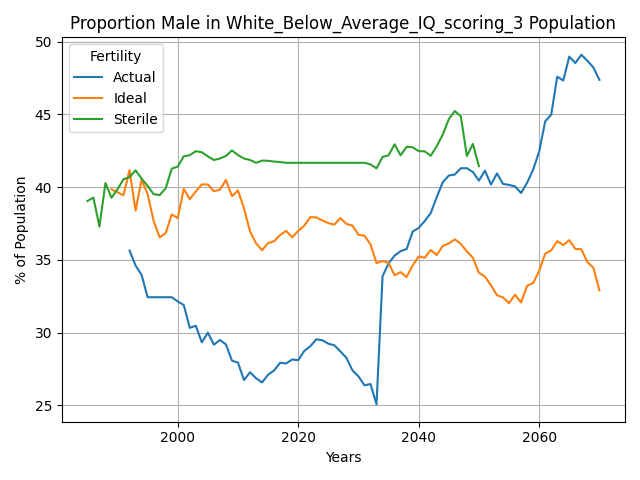 Proportion Male in White_Below_Average_IQ_scoring_3 Population
Fertility
Actual
Ideal
Sterile
% of Population
50
45
40
35
30
25
2000
2020
2040
2060
Years